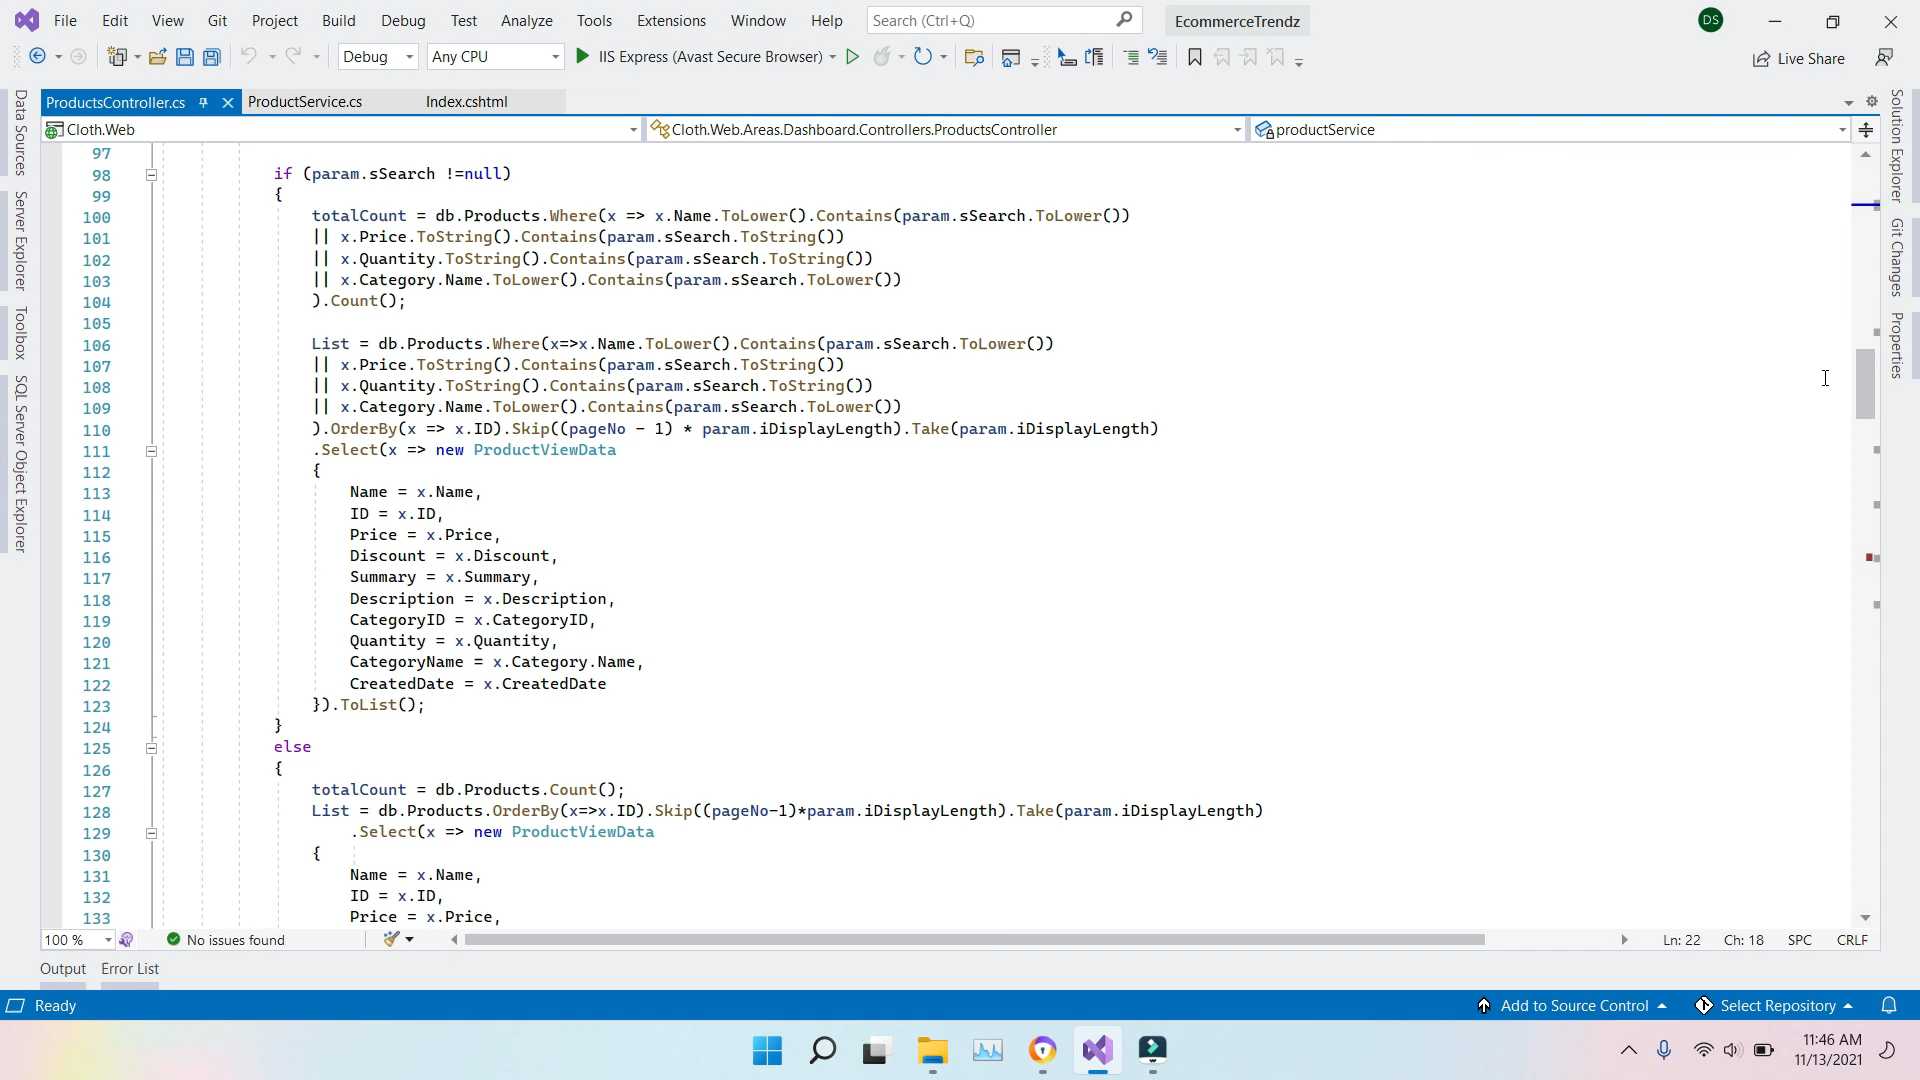 File Edit View Git Project Build Debug Test Analyze Tools Extensions Window Help Search (Ctrl+Q) EcommerceTrendz DS
Debug Any CPU IIS Express (Avast Secure Browser) Live Share
ProductsController.cs ProductService.cs Index.cshtml
Cloth.Web Cloth.Web.Areas.Dashboard.Controllers.ProductsController productService
Data Sources
Server Explorer
Toolbox
SQL Server Object Explorer
97
98 if (param.sSearch !=null)
99 {
100 totalCount = db.Products.Where(x => x.Name.ToLower().Contains(param.sSearch.ToLower())
101 || x.Price.ToString().Contains(param.sSearch.ToString())
102 || x.Quantity.ToString().Contains(param.sSearch.ToString())
103 || x.Category.Name.ToLower().Contains(param.sSearch.ToLower())
104 ).Count();
105
106 List = db.Products.Where(x=>x.Name.ToLower().Contains(param.sSearch.ToLower())
107 || x.Price.ToString().Contains(param.sSearch.ToString())
108 || x.Quantity.ToString().Contains(param.sSearch.ToString())
109 || x.Category.Name.ToLower().Contains(param.sSearch.ToLower())
110 ).OrderBy(x => x.ID).Skip((pageNo - 1) * param.iDisplayLength).Take(param.iDisplayLength)
111 .Select(x => new ProductViewData
112 {
113 Name = x.Name,
114 ID = x.ID,
115 Price = x.Price,
116 Discount = x.Discount,
117 Summary = x.Summary,
118 Description = x.Description,
119 CategoryID = x.CategoryID,
120 Quantity = x.Quantity,
121 CategoryName = x.Category.Name,
122 CreatedDate = x.CreatedDate
123 }).ToList();
124 }
125 else
126 {
127 totalCount = db.Products.Count();
128 List = db.Products.OrderBy(x=>x.ID).Skip((pageNo-1)*param.iDisplayLength).Take(param.iDisplayLength)
129 .Select(x => new ProductViewData
130 {
131 Name = x.Name,
132 ID = x.ID,
133 Price = x.Price,
Solution Explorer
Git Changes
Properties
100 % No issues found Ln: 22 Ch: 18 SPC CRLF
Output Error List
Ready Add to Source Control Select Repository
11:46 AM
11/13/2021